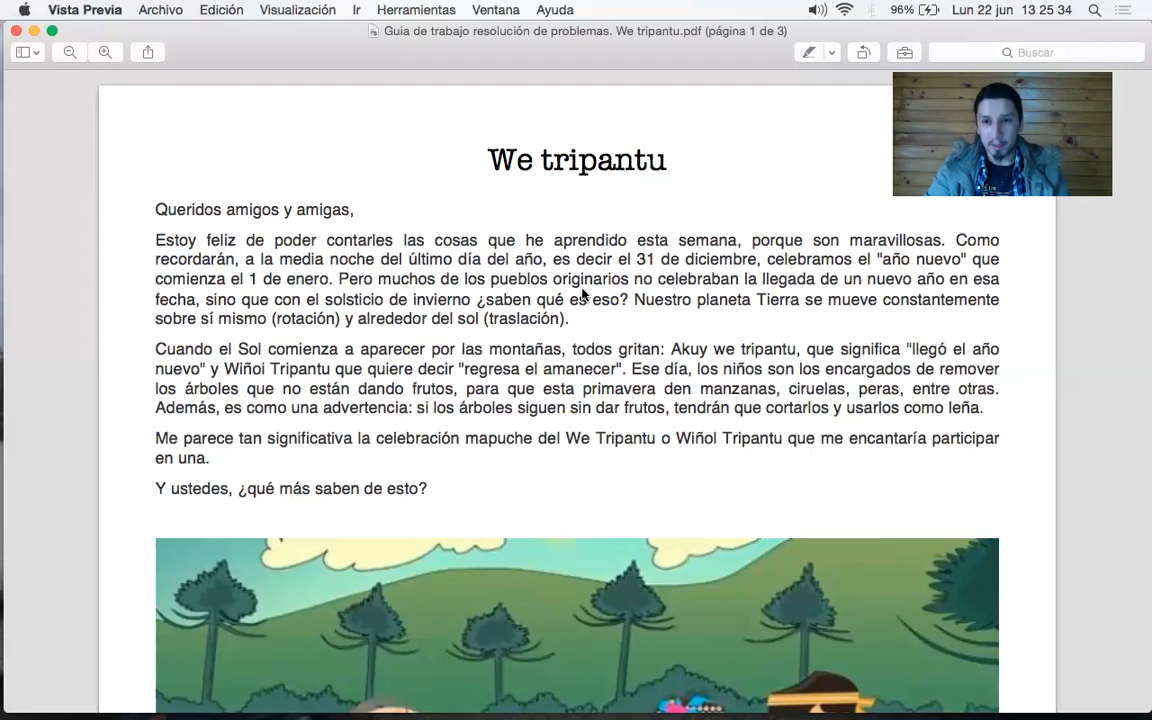 Vista Previa Archivo Edición Visualización Ir Herramientas Ventana Ayuda 96% Lun 22 jun 13 25 34
Guia de trabajo resolución de problemas. We tripantu.pdf (página 1 de 3)
Buscar
We tripantu
Queridos amigos y amigas,
Estoy feliz de poder contarles las cosas que he aprendido esta semana, porque son maravillosas. Como
recordarán, a la media noche del último día del año, es decir el 31 de diciembre, celebramos el "año nuevo" que
comienza el 1 de enero. Pero muchos de los pueblos originarios no celebraban la llegada de un nuevo año en esa
fecha, sino que con el solsticio de invierno ¿saben qué es eso? Nuestro planeta Tierra se mueve constantemente
sobre sí mismo (rotación) y alrededor del sol (traslación).
Cuando el Sol comienza a aparecer por las montañas, todos gritan: Akuy we tripantu, que significa "llegó el año
nuevo" y Wiñoi Tripantu que quiere decir "regresa el amanecer". Ese día, los niños son los encargados de remover
los árboles que no están dando frutos, para que esta primavera den manzanas, ciruelas, peras, entre otras.
Además, es como una advertencia: si los árboles siguen sin dar frutos, tendrán que cortarlos y usarlos como leña.
Me parece tan significativa la celebración mapuche del We Tripantu o Wiñol Tripantu que me encantaría participar
en una.
Y ustedes, ¿qué más saben de esto?